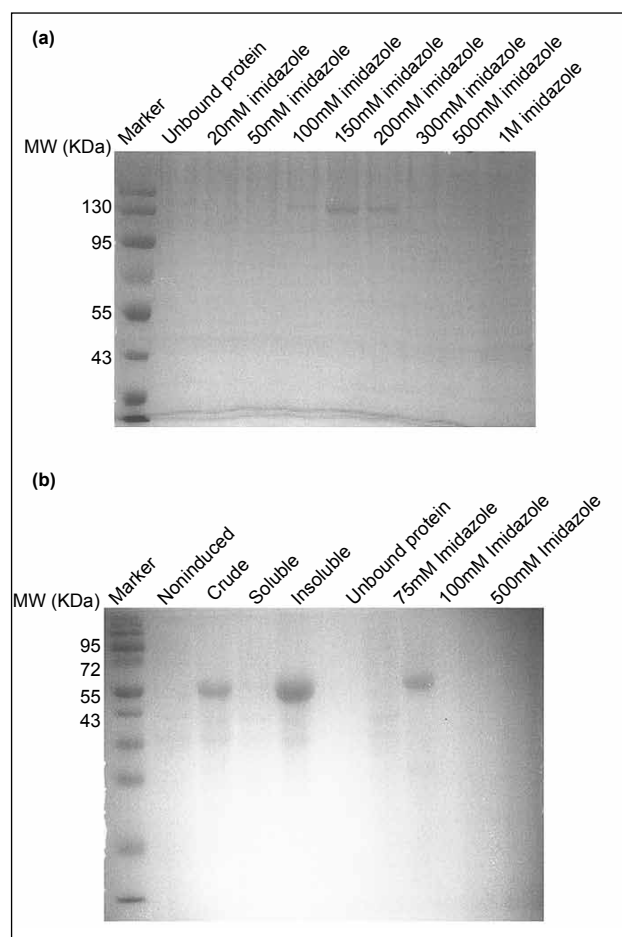 (a)
Marker
Unbound protein
20mM imidazole
50mM imidazole
100mM imidazole
150mM imidazole
200mM imidazole
300mM imidazole
500mM imidazole
1M imidazole
MW (KDa)
130
95
55
43
(b)
Marker
Noninduced
Crude
Soluble
Insoluble
Unbound protein
75mM Imidazole
100mM Imidazole
500mM Imidazole
MW (KDa)
95
72
55
43